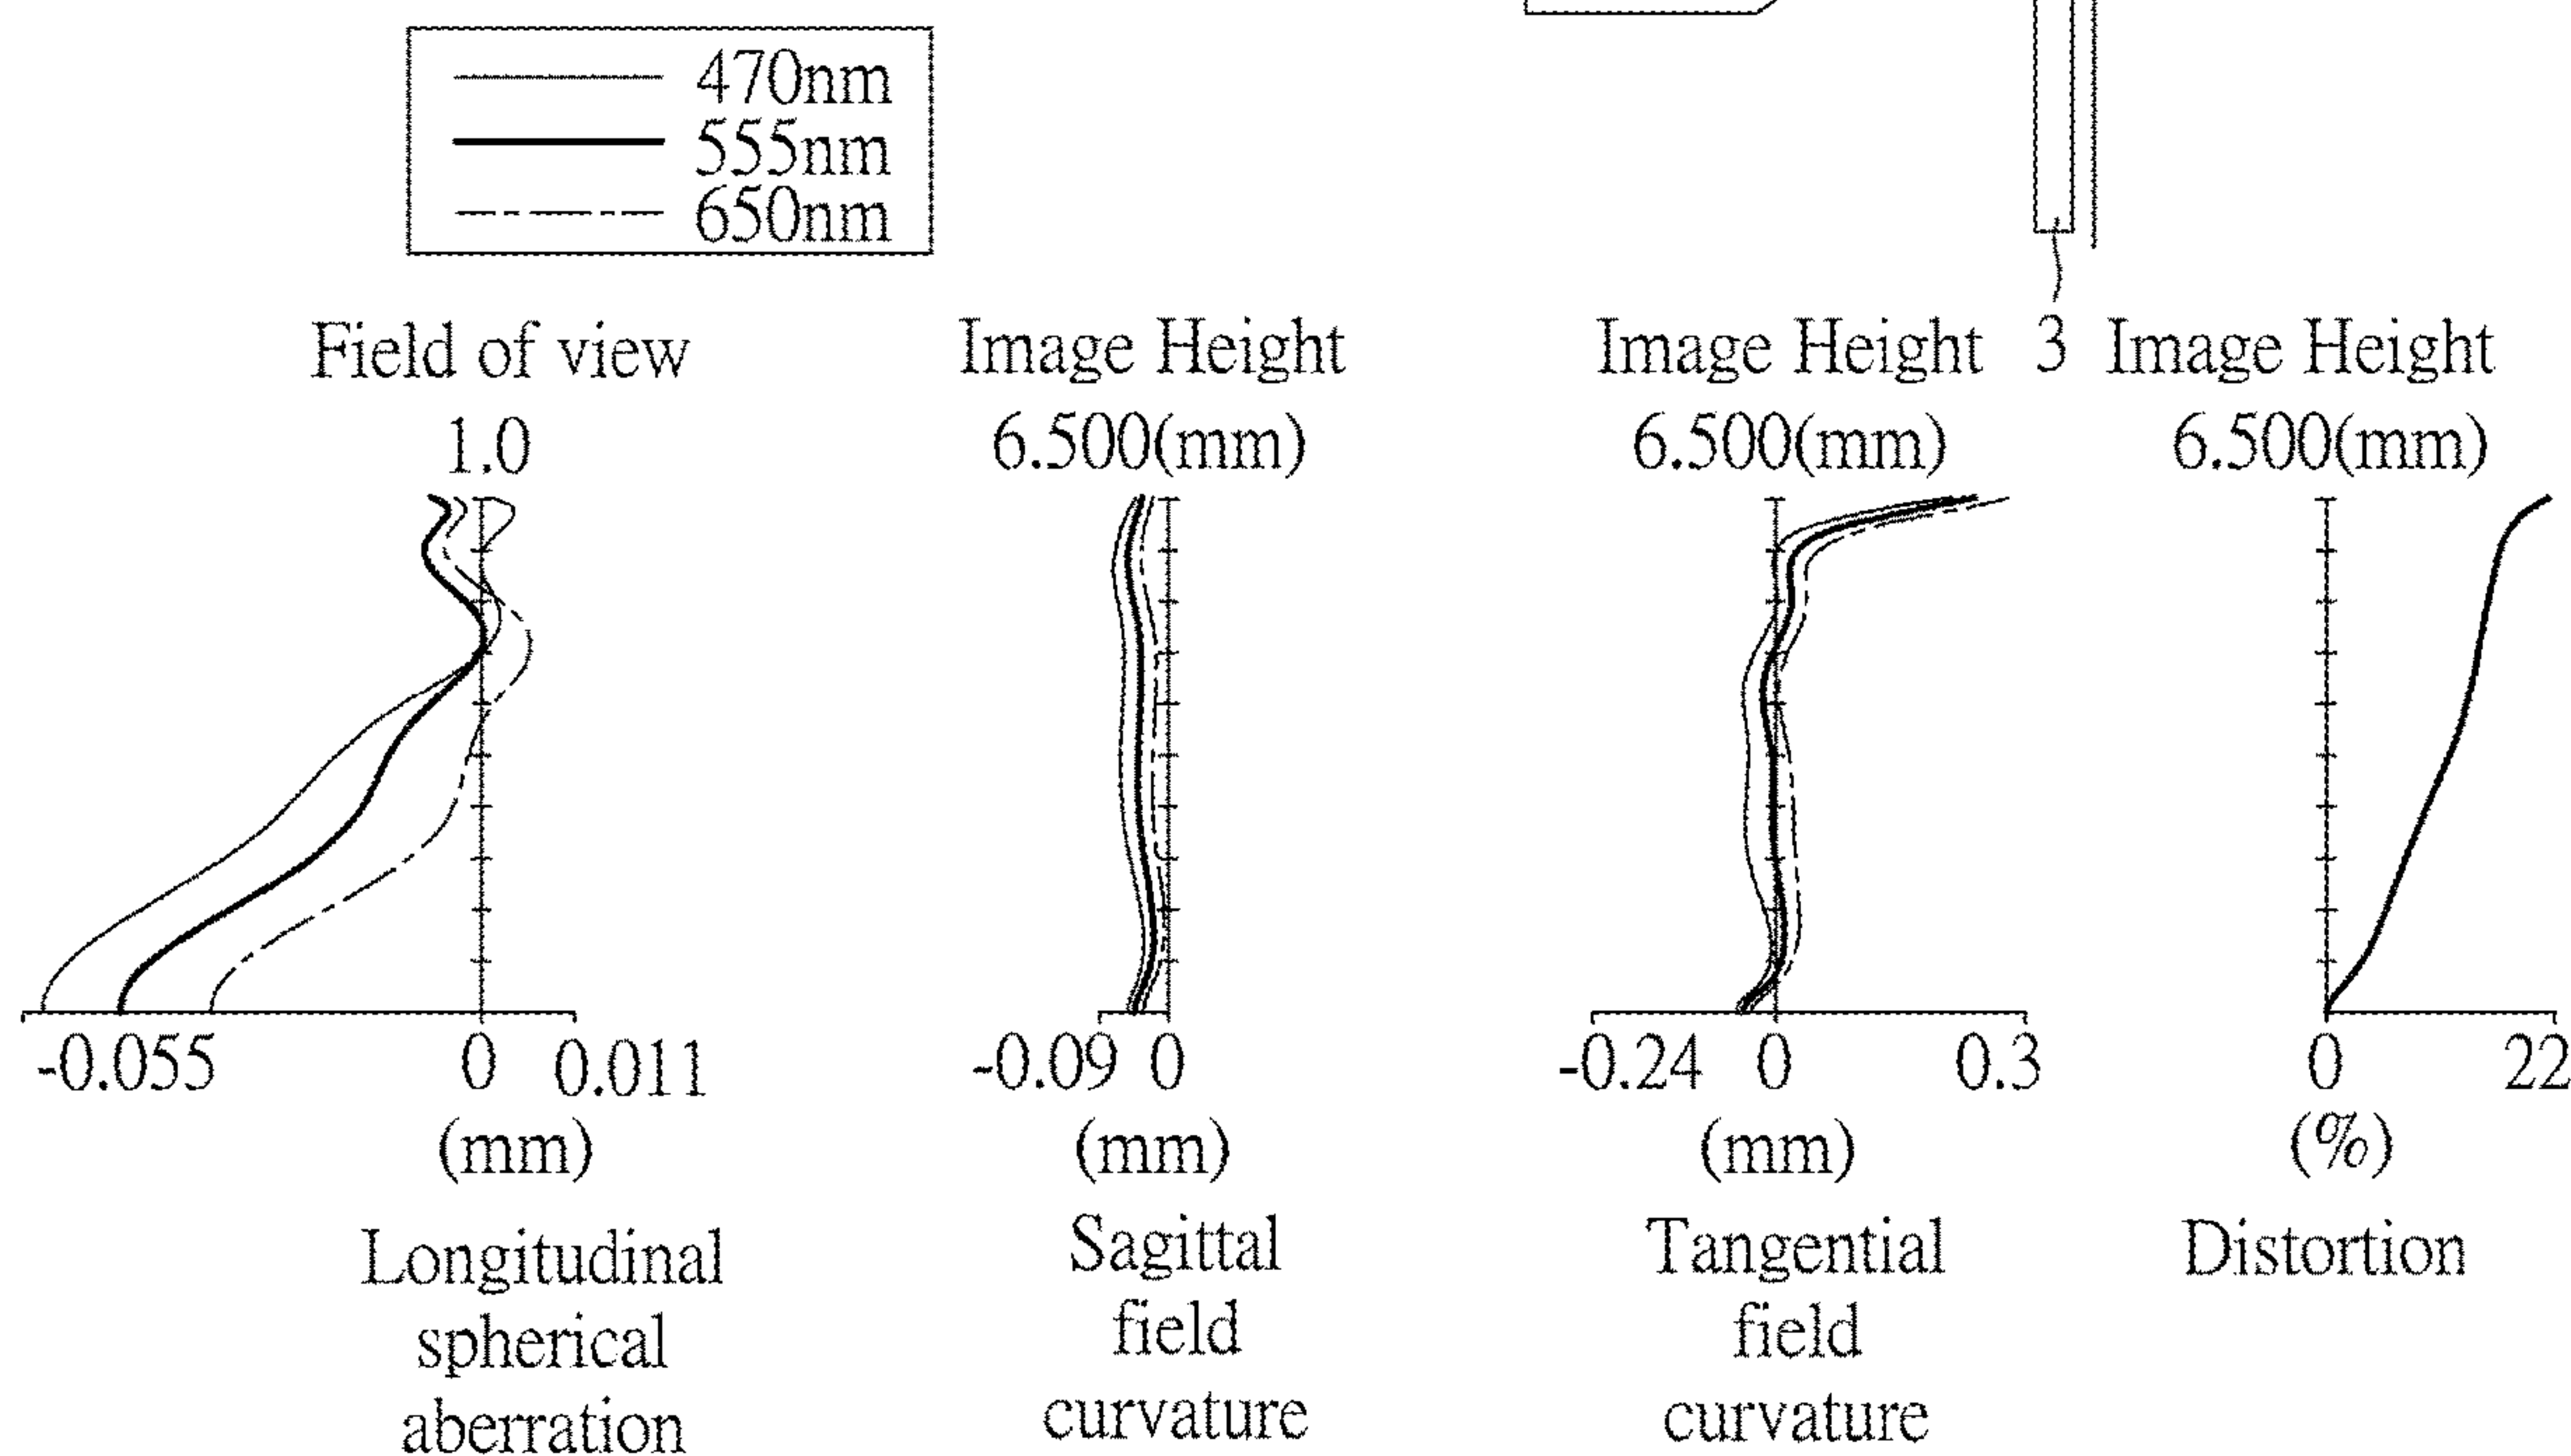 470nm
555nm
650nm
3
Field of view
1.0
-0.055 0 0.011
(mm)
Longitudinal
spherical
aberration
Image Height
6.500(mm)
-0.09 0
(mm)
Sagittal
field
curvature
Image Height
6.500(mm)
-0.24 0 0.3
(mm)
Tangential
field
curvature
Image Height
6.500(mm)
0 22
(%)
Distortion